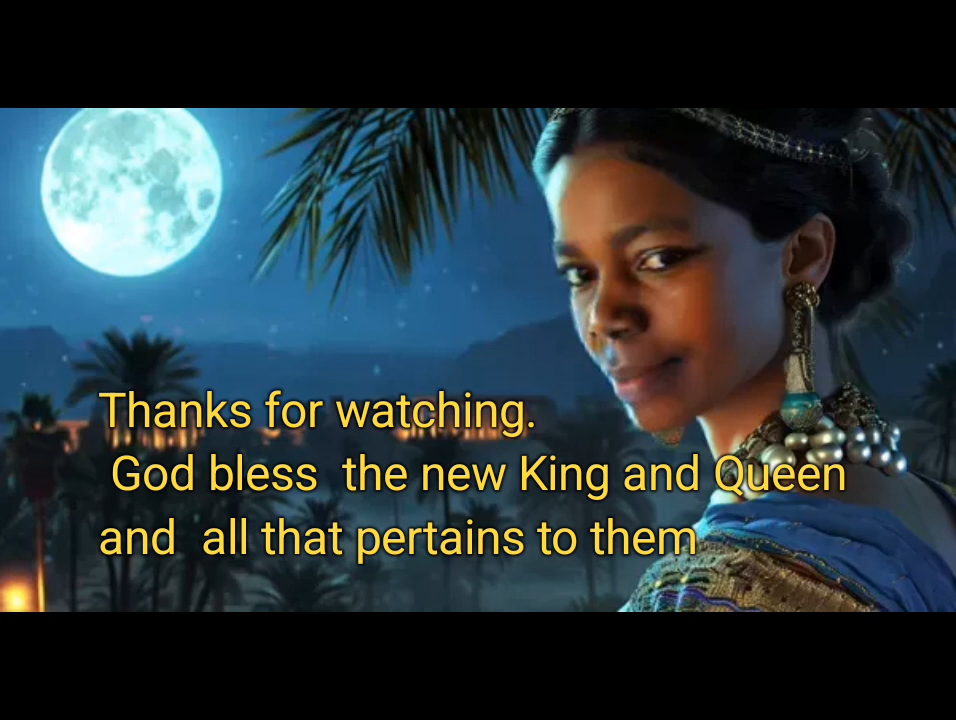 Thanks for watching.
God bless  the new King and Queen
and  all that pertains to them